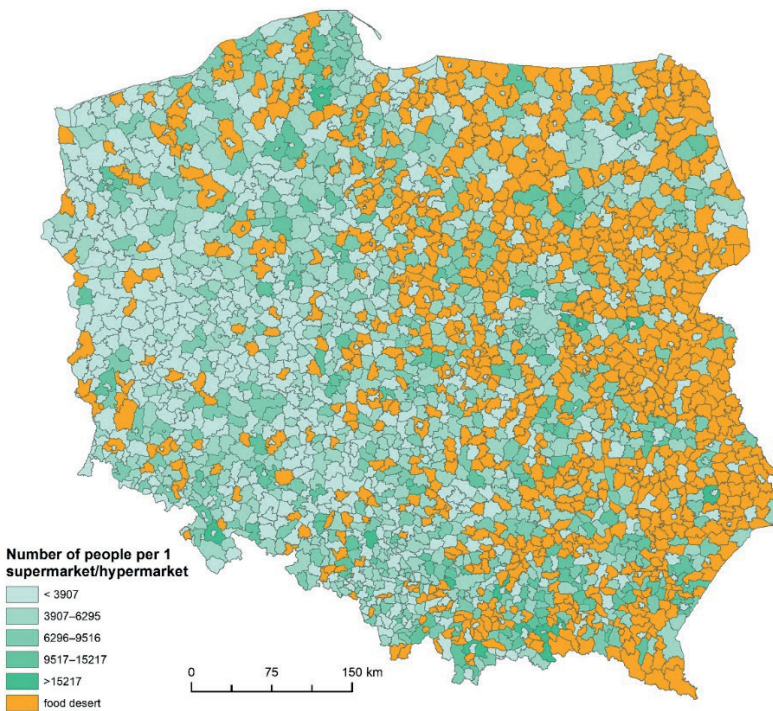 Number of people per 1
supermarket/hypermarket
< 3907
3907–6295
6296–9516
9517–15217
>15217
food desert
0 75 150 km